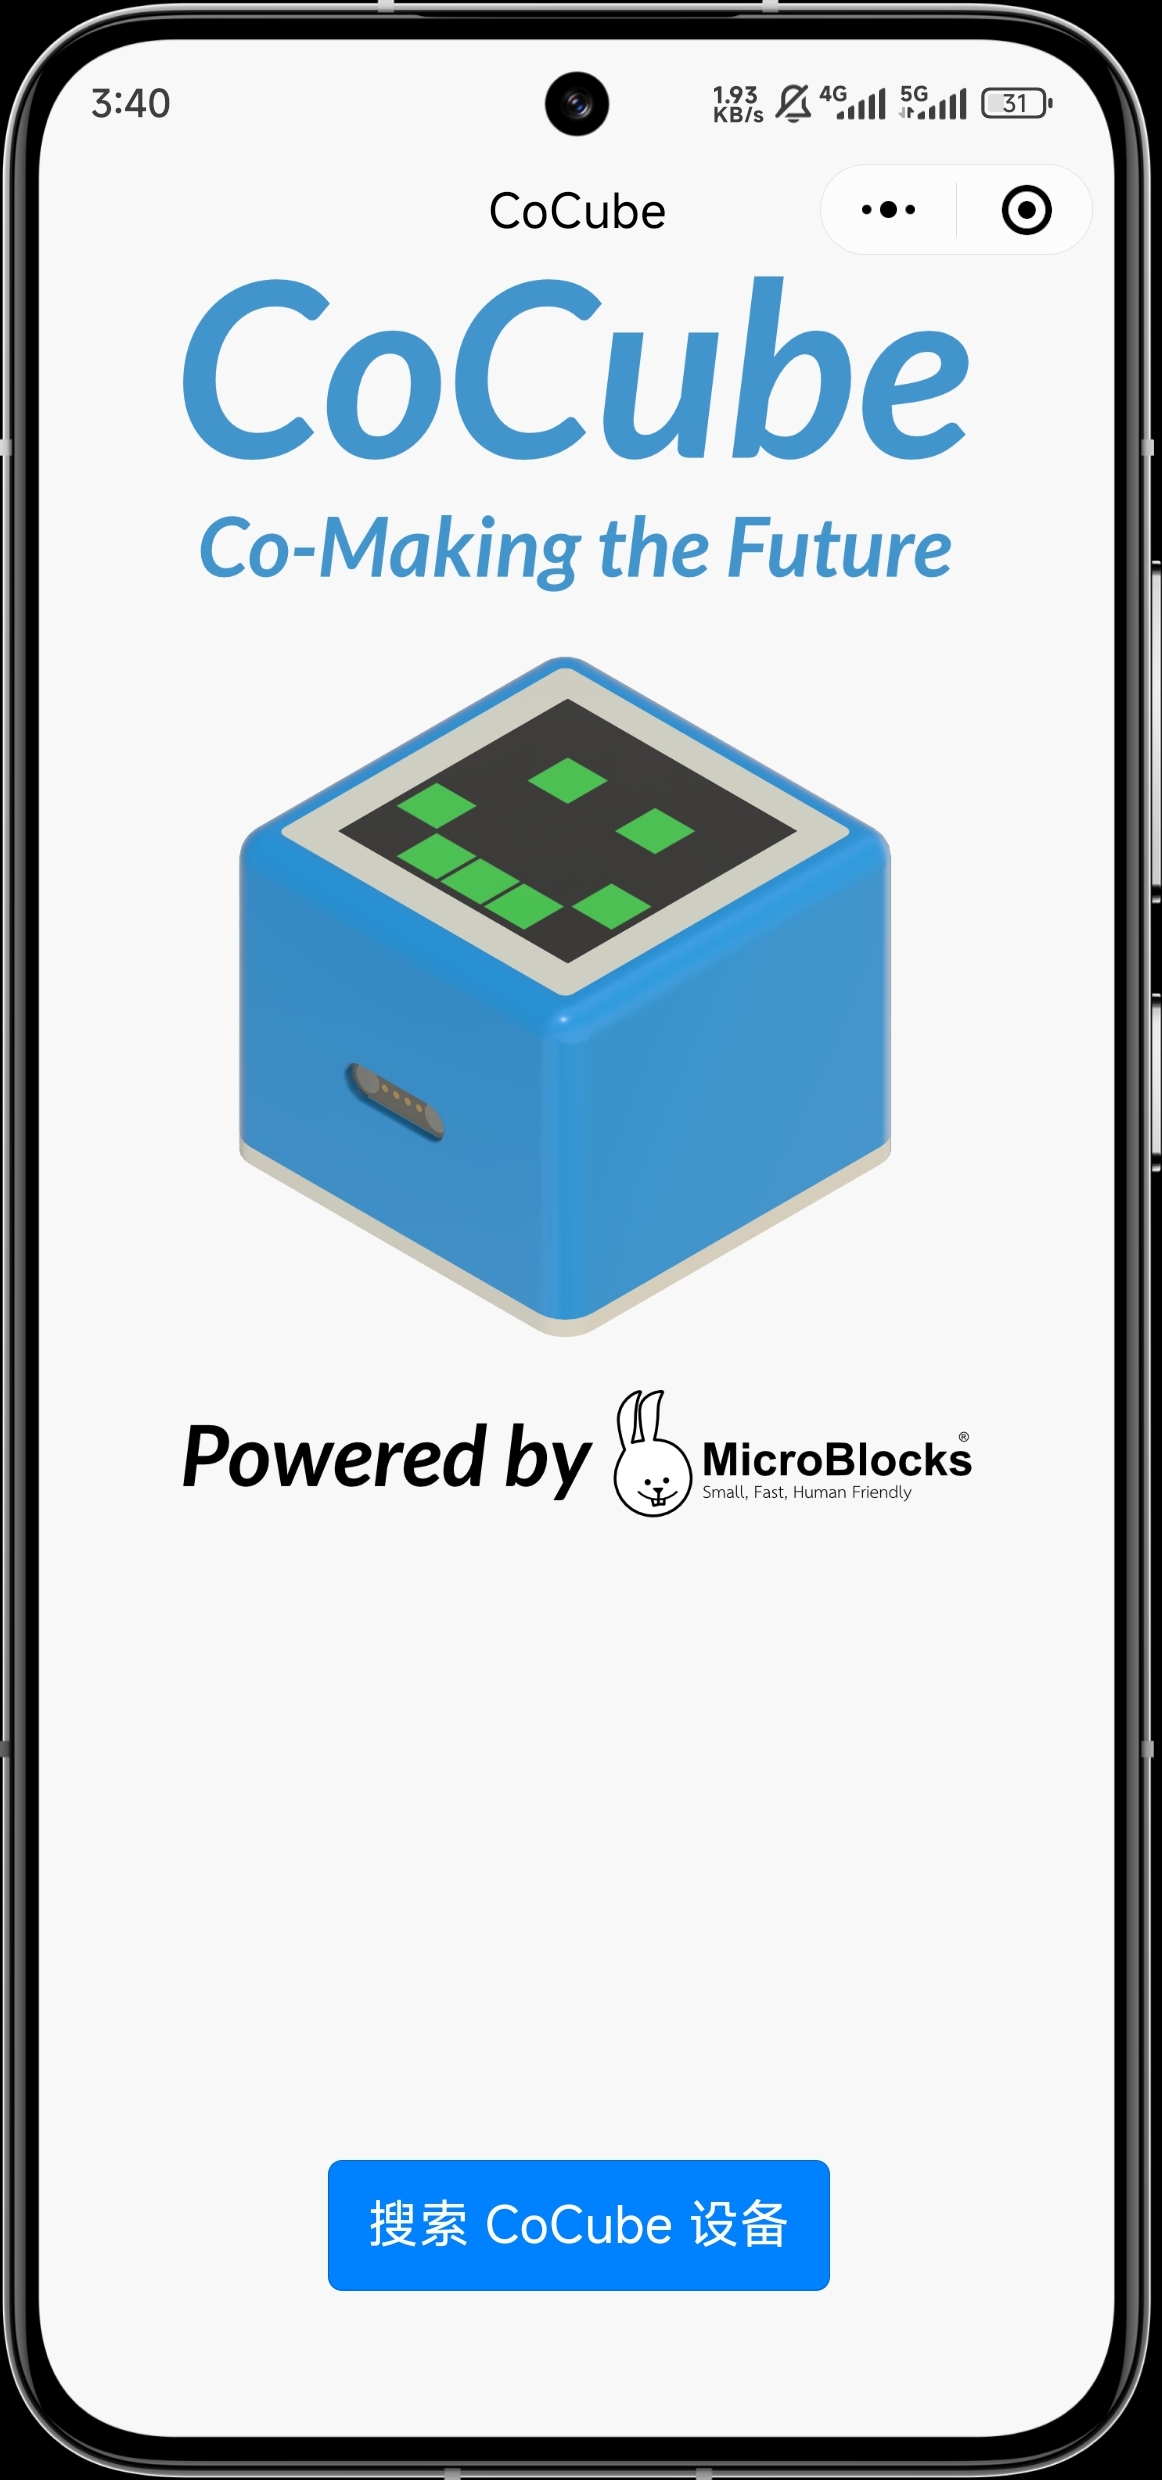 3:40
1.93
KB/s
4G
5G
31
CoCube
CoCube
Co-Making the Future
Powered by
MicroBlocks®
Small, Fast, Human Friendly
搜索 CoCube 设备